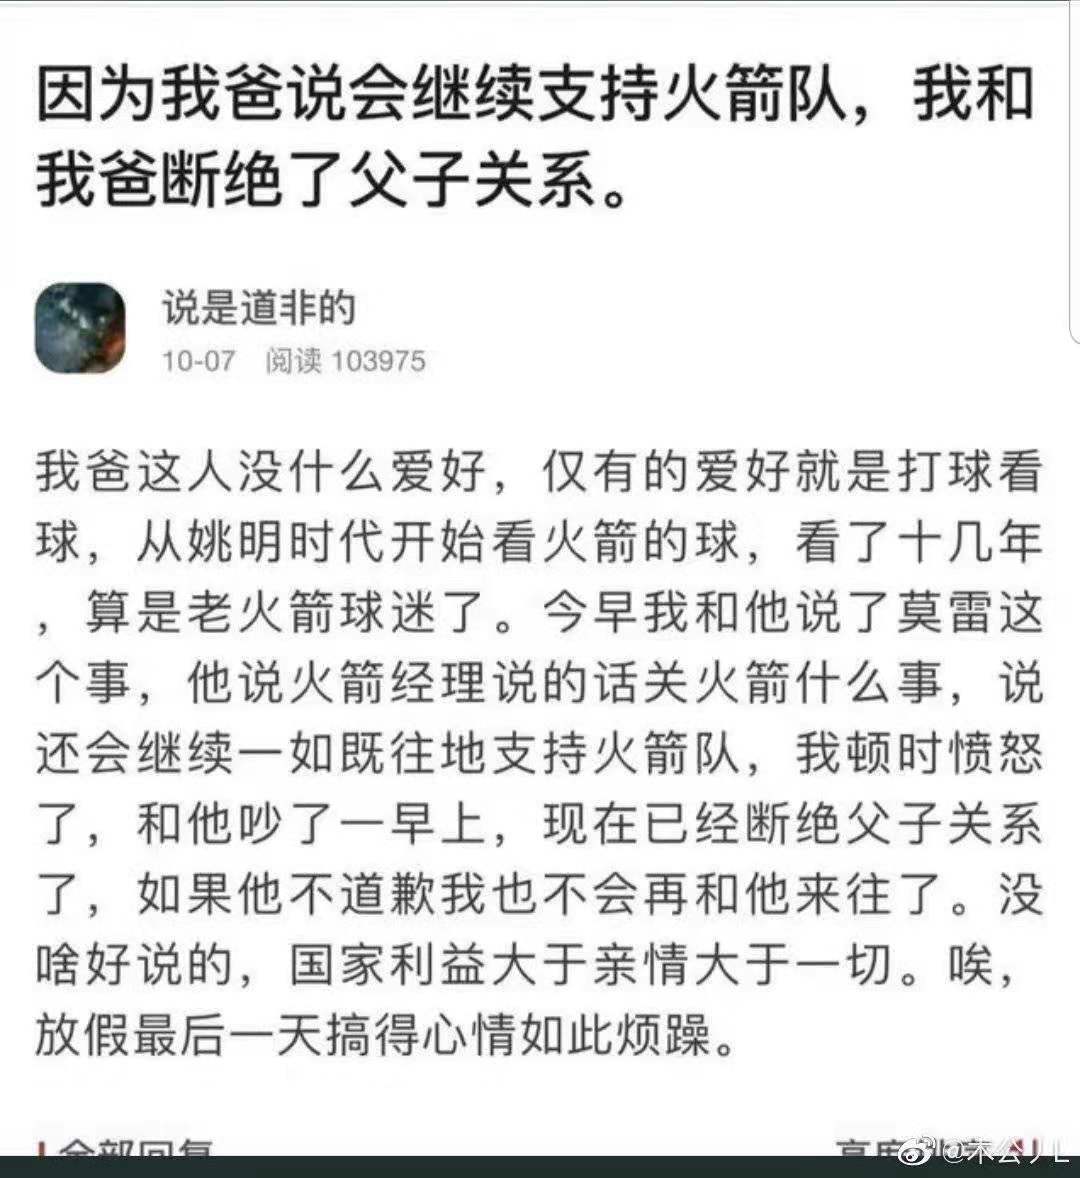 因为我爸说会继续支持火箭队，我和
我爸断绝了父子关系。
说是道非的
10-07 阅读 103975
我爸这人没什么爱好，仅有的爱好就是打球看
球，从姚明时代开始看火箭的球，看了十几年
，算是老火箭球迷了。今早我和他说了莫雷这
个事，他说火箭经理说的话关火箭什么事，说
还会继续一如既往地支持火箭队，我顿时愤怒
了，和他吵了一早上，现在已经断绝父子关系
了，如果他不道歉我也不会再和他来往了。没
啥好说的，国家利益大于亲情大于一切。唉，
放假最后一天搞得心情如此烦躁。
全部回复